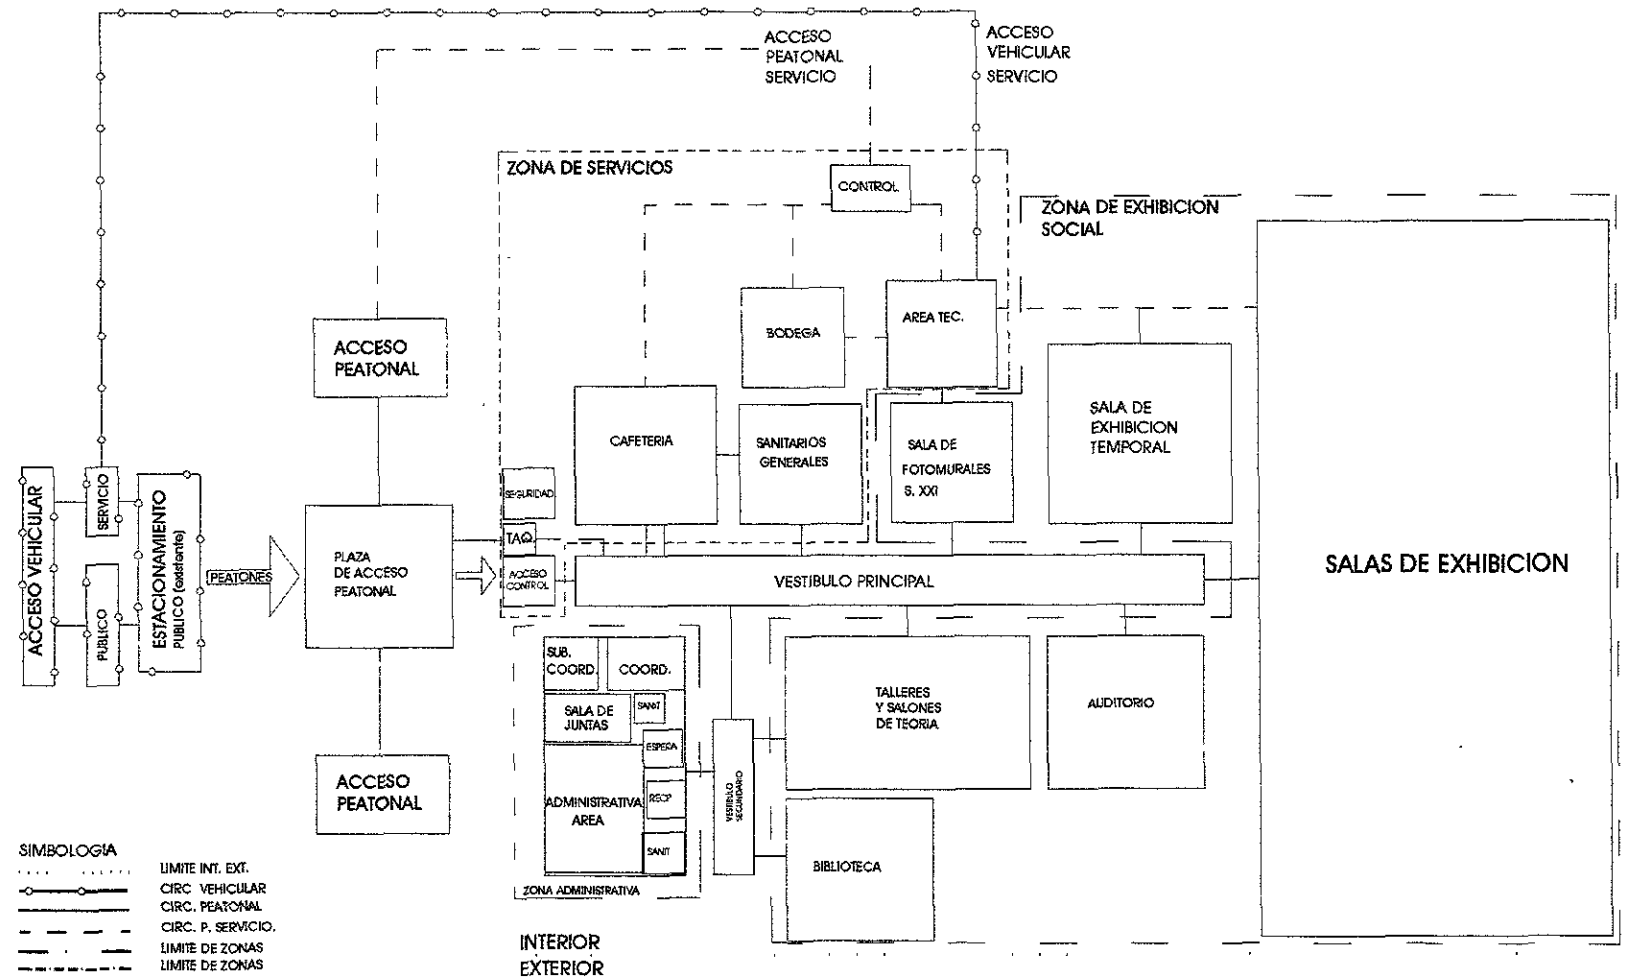 ACCESO
PEATONAL
SERVICIO
ACCESO
VEHICULAR
SERVICIO
ZONA DE SERVICIOS
CONTROL
ZONA DE EXHIBICION
SOCIAL
BODEGA
AREA TEC.
ACCESO
PEATONAL
CAFETERIA
SANITARIOS
GENERALES
SALA DE
FOTOMURALES
S. XXI
SALA DE
EXHIBICION
TEMPORAL
SALAS DE EXHIBICION
ACCESO VEHICULAR
SERVICIO
PUBLICO
ESTACIONAMIENTO
PUBLICO (existente)
PEATONES
PLAZA
DE ACCESO
PEATONAL
SEGURIDAD
TAQ.
ACCESO
CONTROL
VESTIBULO PRINCIPAL
SUB.
COORD.
COORD.
SALA DE
JUNTAS
SANIT
ESPERA
ADMINISTRATIVA
AREA
RECP
SANIT
ZONA ADMINISTRATIVA
VESTIBULO
SECUNDARIO
TALLERES
Y SALONES
DE TEORIA
AUDITORIO
BIBLIOTECA
ACCESO
PEATONAL
INTERIOR
EXTERIOR
SIMBOLOGIA
LIMITE INT. EXT.
CIRC VEHICULAR
CIRC. PEATONAL
CIRC. P. SERVICIO.
LIMITE DE ZONAS
LIMITE DE ZONAS